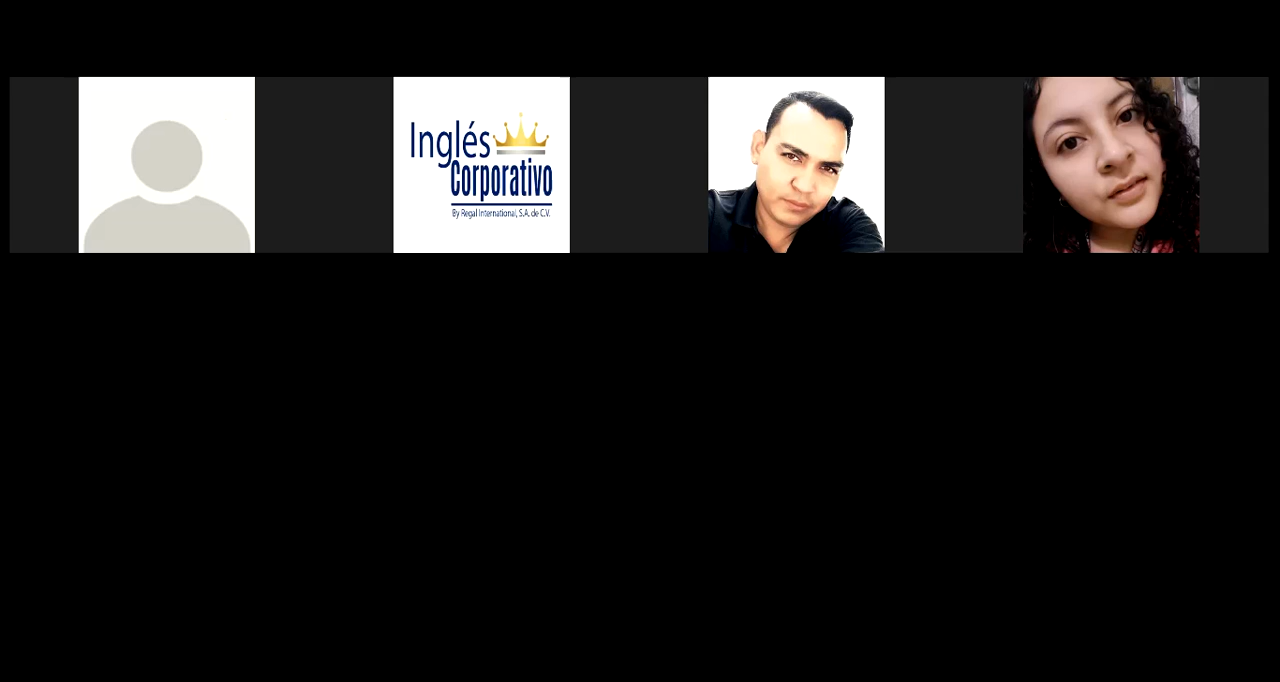 Inglés
Corporativo
By Regal International, S.A. de C.V.